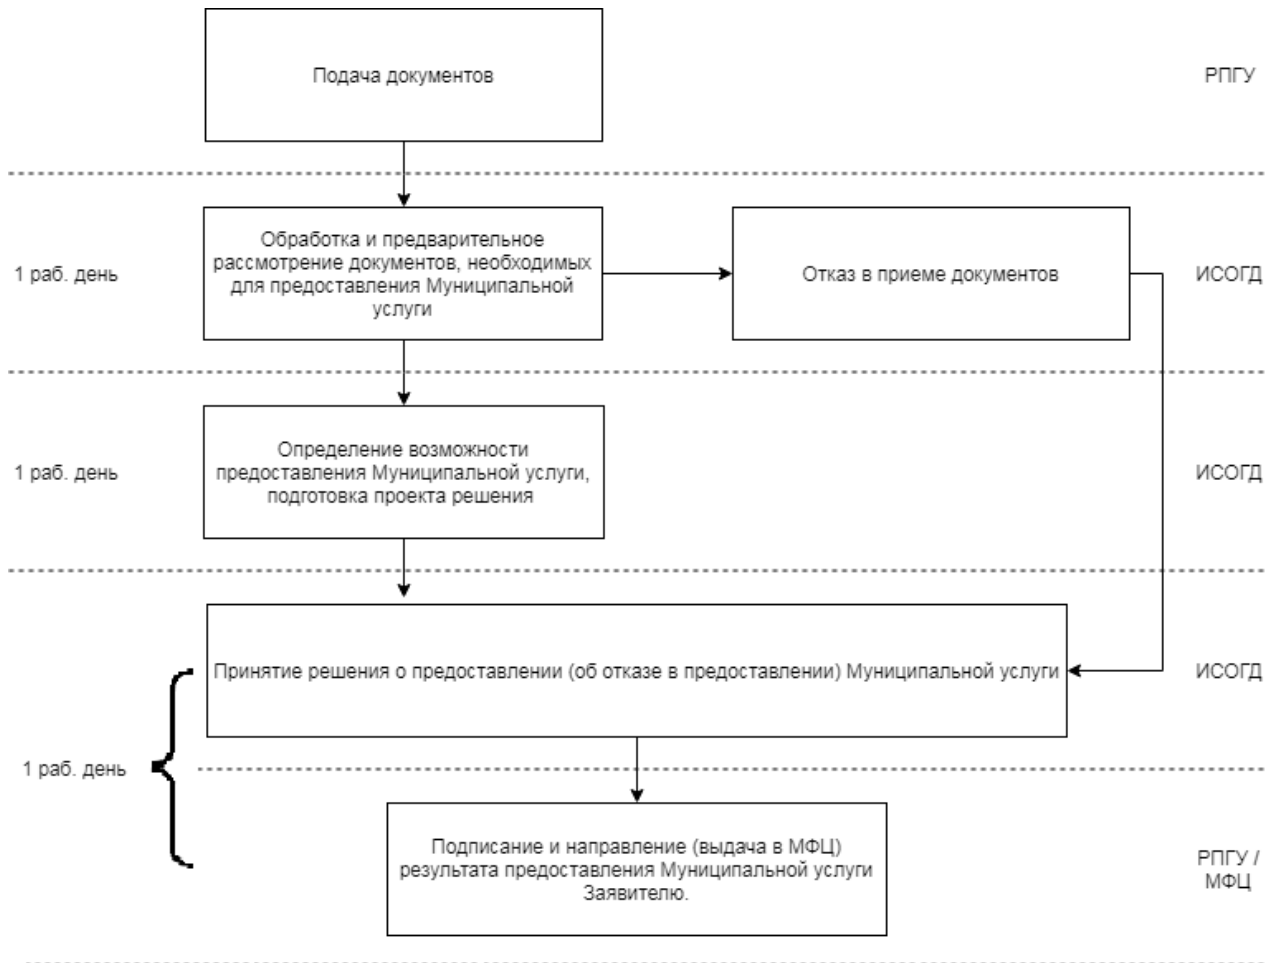 Подача документов
РПГУ
1 раб. день
Обработка и предварительное
рассмотрение документов, необходимых
для предоставления Муниципальной
услуги
Отказ в приеме документов
ИСОГД
1 раб. день
Определение возможности
предоставления Муниципальной услуги,
подготовка проекта решения
ИСОГД
Принятие решения о предоставлении (об отказе в предоставлении) Муниципальной услуги
ИСОГД
1 раб. день
Подписание и направление (выдача в МФЦ)
результата предоставления Муниципальной услуги
Заявителю.
РПГУ /
МФЦ